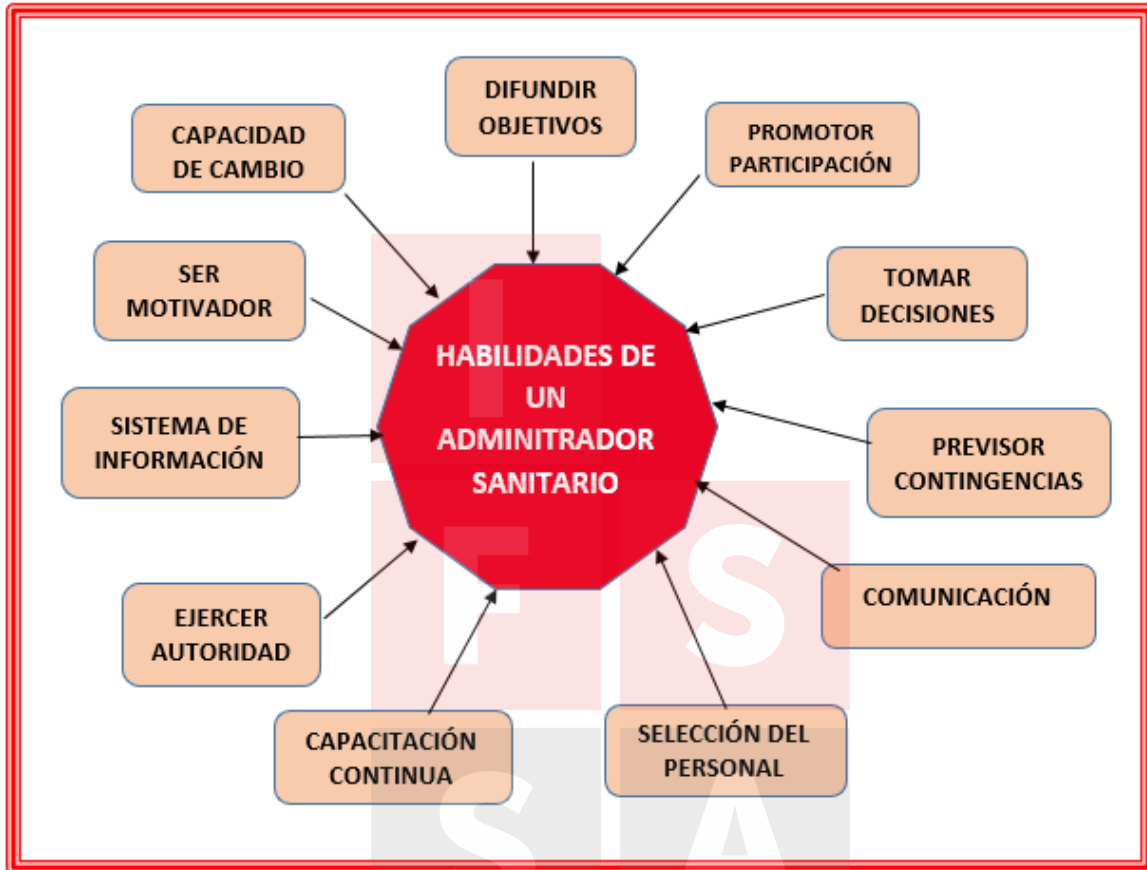 DIFUNDIR
OBJETIVOS
PROMOTOR
PARTICIPACIÓN
CAPACIDAD
DE CAMBIO
TOMAR
DECISIONES
SER
MOTIVADOR
HABILIDADES DE
UN
ADMINITRADOR
SANITARIO
SISTEMA DE
INFORMACIÓN
PREVISOR
CONTINGENCIAS
COMUNICACIÓN
EJERCER
AUTORIDAD
CAPACITACIÓN
CONTINUA
SELECCIÓN DEL
PERSONAL
I
F S
S A